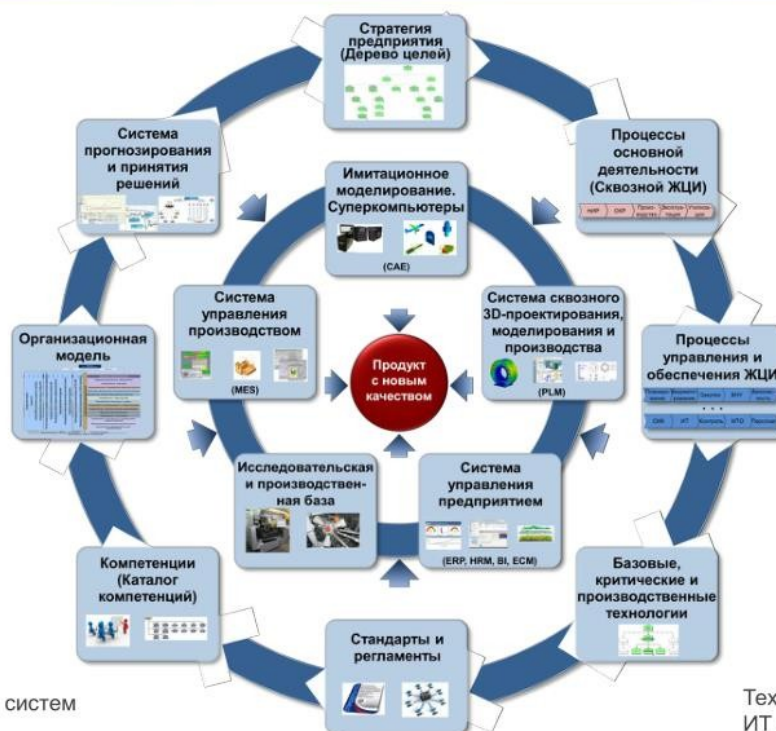 Стратегия
предприятия
(Дерево целей)
Система
прогнозирования
и принятия
решений
Процессы
основной
деятельности
(Сквозной ЖЦИ)
НИР
ОКР
Имитационное
моделирование.
Суперкомпьютеры
(CAE)
Система
управления
производством
(MES)
Система сквозного
3D-проектирования,
моделирования и
производства
(PLM)
Организационная
модель
Процессы
управления и
обеспечения ЖЦИ
Продукт
с новым
качеством
Исследовательская
и производствен-
ная база
Система
управления
предприятием
(ERP, HRM, BI, ECM)
Компетенции
(Каталог
компетенций)
Базовые,
критические и
производственные
технологии
Стандарты и
регламенты
систем
Тех
ИТ